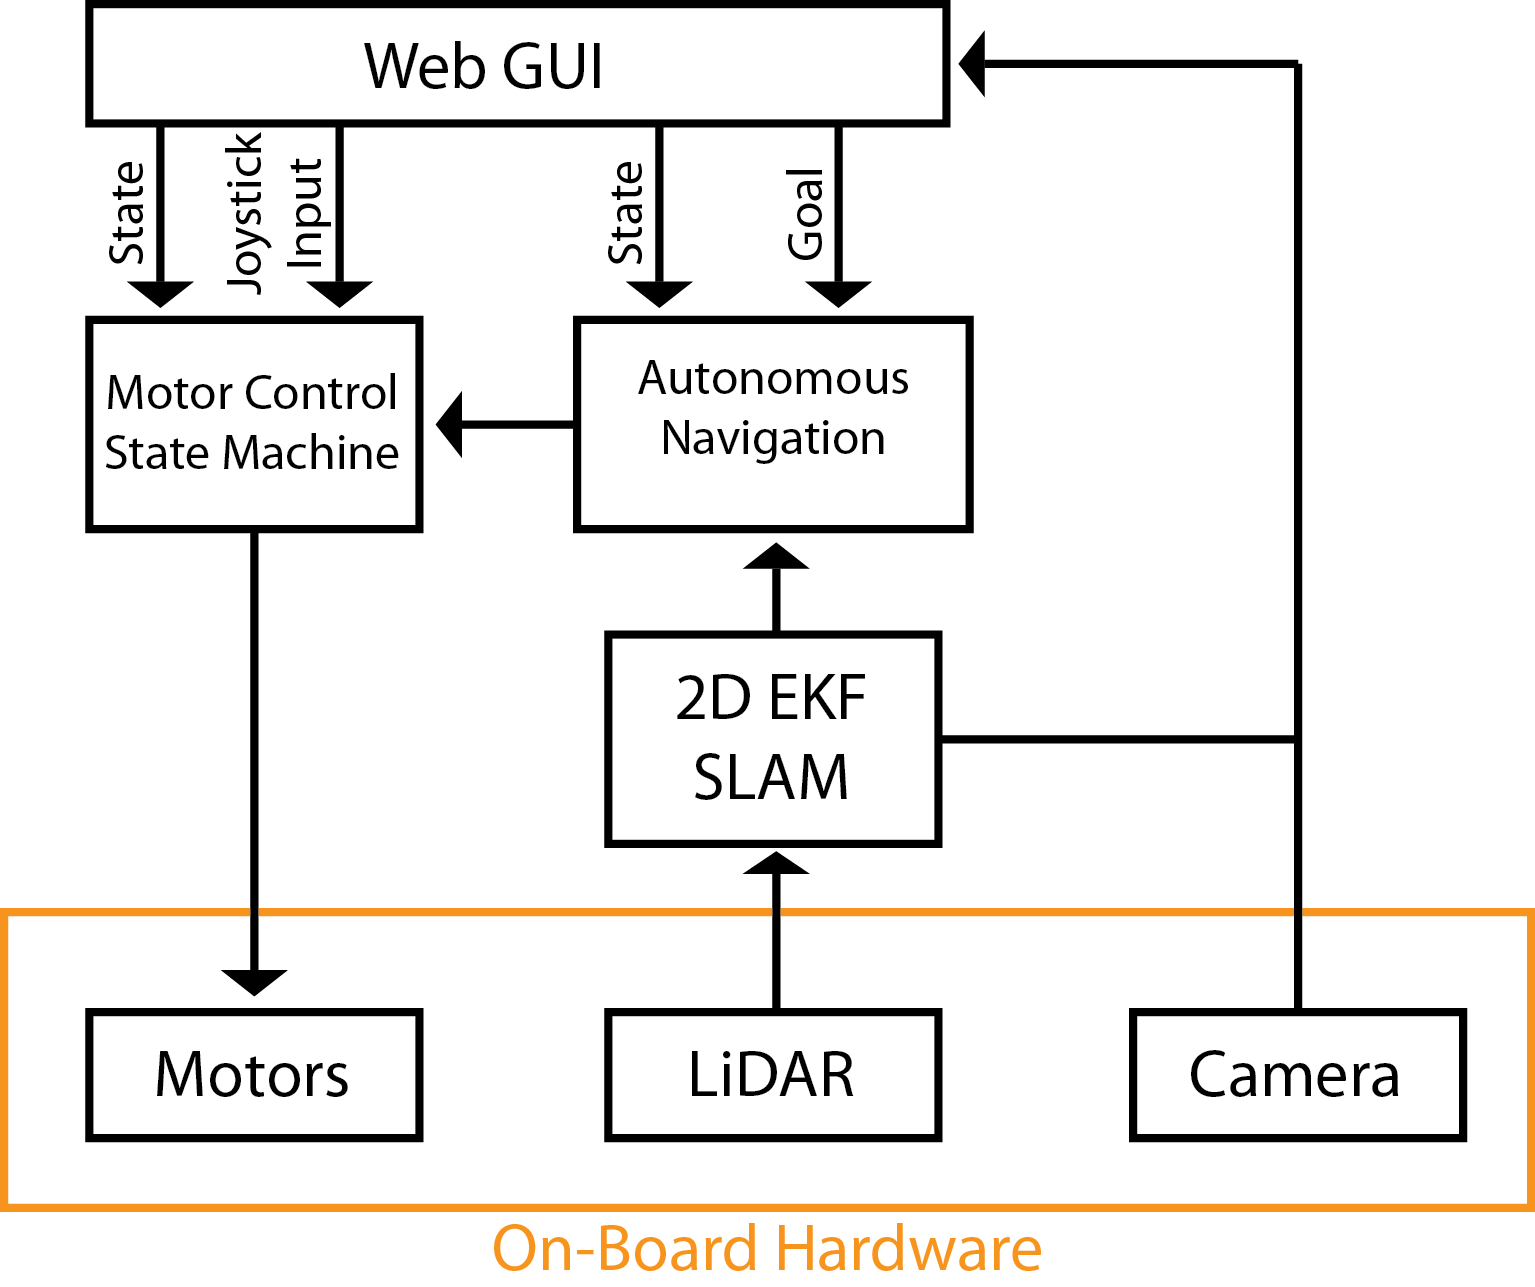 Web GUI
State
Joystick
Input
State
Goal
Motor Control
State Machine
Autonomous
Navigation
2D EKF
SLAM
Motors
LiDAR
Camera
On-Board Hardware